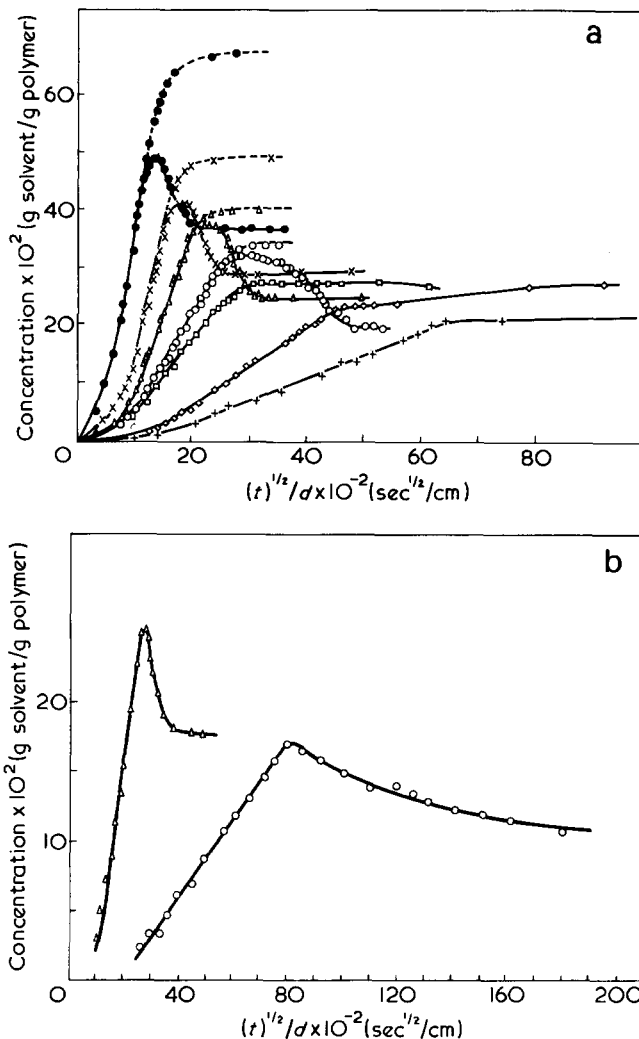 a
Concentration x 10² (g solvent/g polymer)
60
40
20
0
20
40
60
80
(t)^1/2/d x 10⁻² (sec^1/2/cm)
b
Concentration x 10² (g solvent/g polymer)
20
10
0
40
80
120
160
200
(t)^1/2/d x 10⁻² (sec^1/2/cm)